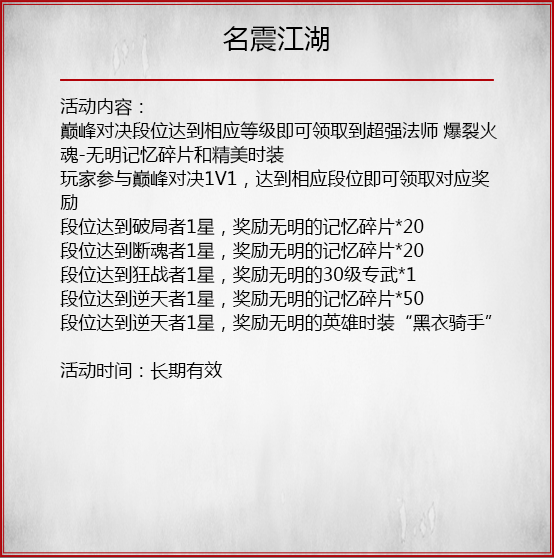 名震江湖
活动内容：
巅峰对决段位达到相应等级即可领取到超强法师 爆裂火
魂-无明记忆碎片和精美时装
玩家参与巅峰对决1V1，达到相应段位即可领取对应奖
励
段位达到破局者1星，奖励无明的记忆碎片*20
段位达到断魂者1星，奖励无明的记忆碎片*20
段位达到狂战者1星，奖励无明的30级专武*1
段位达到逆天者1星，奖励无明的记忆碎片*50
段位达到逆天者1星，奖励无明的英雄时装“黑衣骑手”
活动时间：长期有效